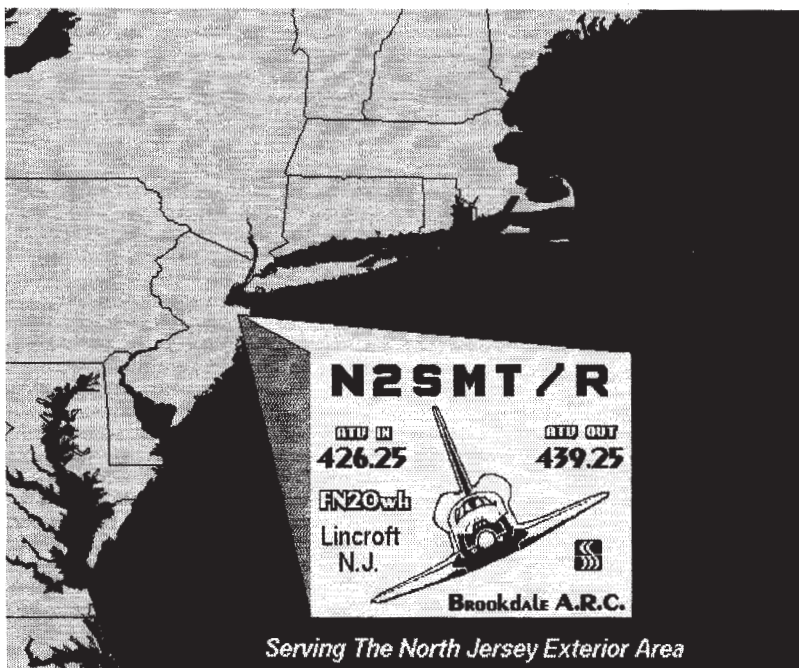 N2SMT/R
ATV IN ATV OUT
426.25 439.25
FN20wh
Lincroft
N.J.
Brookdale A.R.C.
Serving The North Jersey Exterior Area